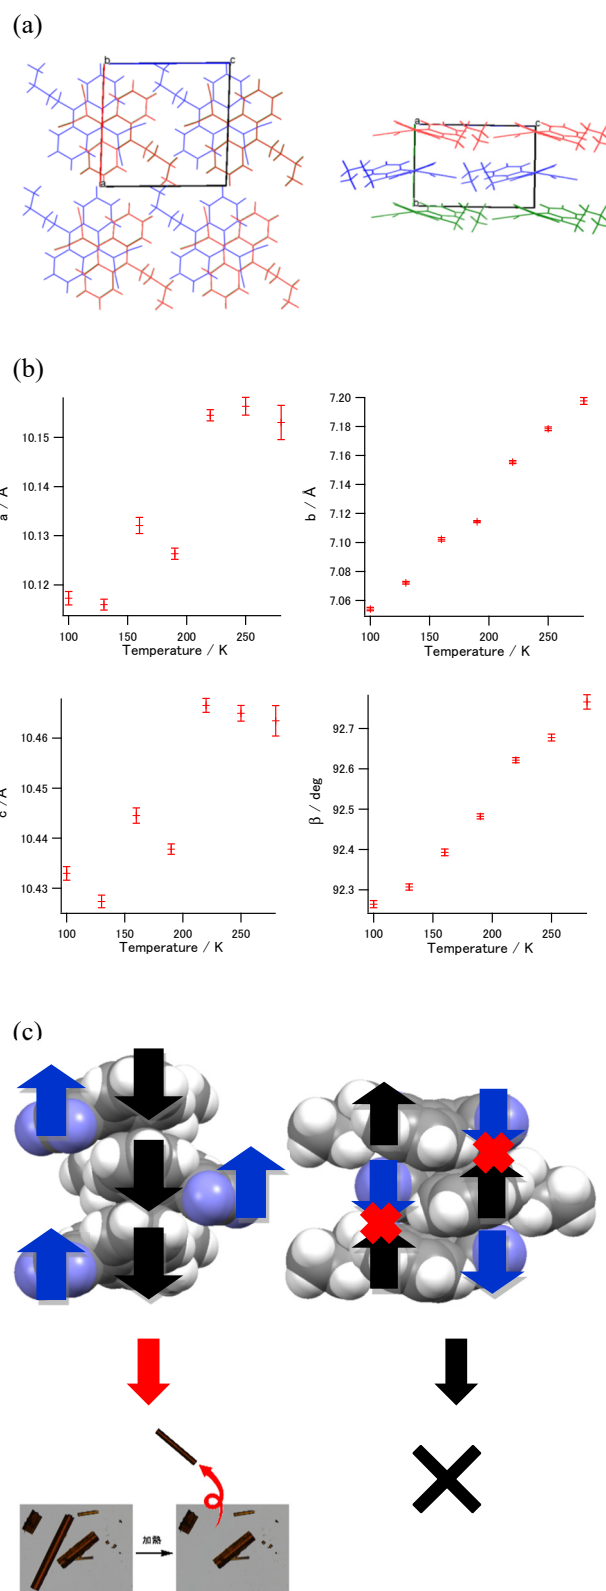 (a)
b
c
a
a
c
b
(b)
a / Å
10.15
10.14
10.13
10.12
100
150
200
250
Temperature / K
b / Å
7.20
7.18
7.16
7.14
7.12
7.10
7.08
7.06
100
150
200
250
Temperature / K
c / Å
10.46
10.45
10.44
10.43
100
150
200
250
Temperature / K
β / deg
92.7
92.6
92.5
92.4
92.3
100
150
200
250
Temperature / K
(c)
加熱